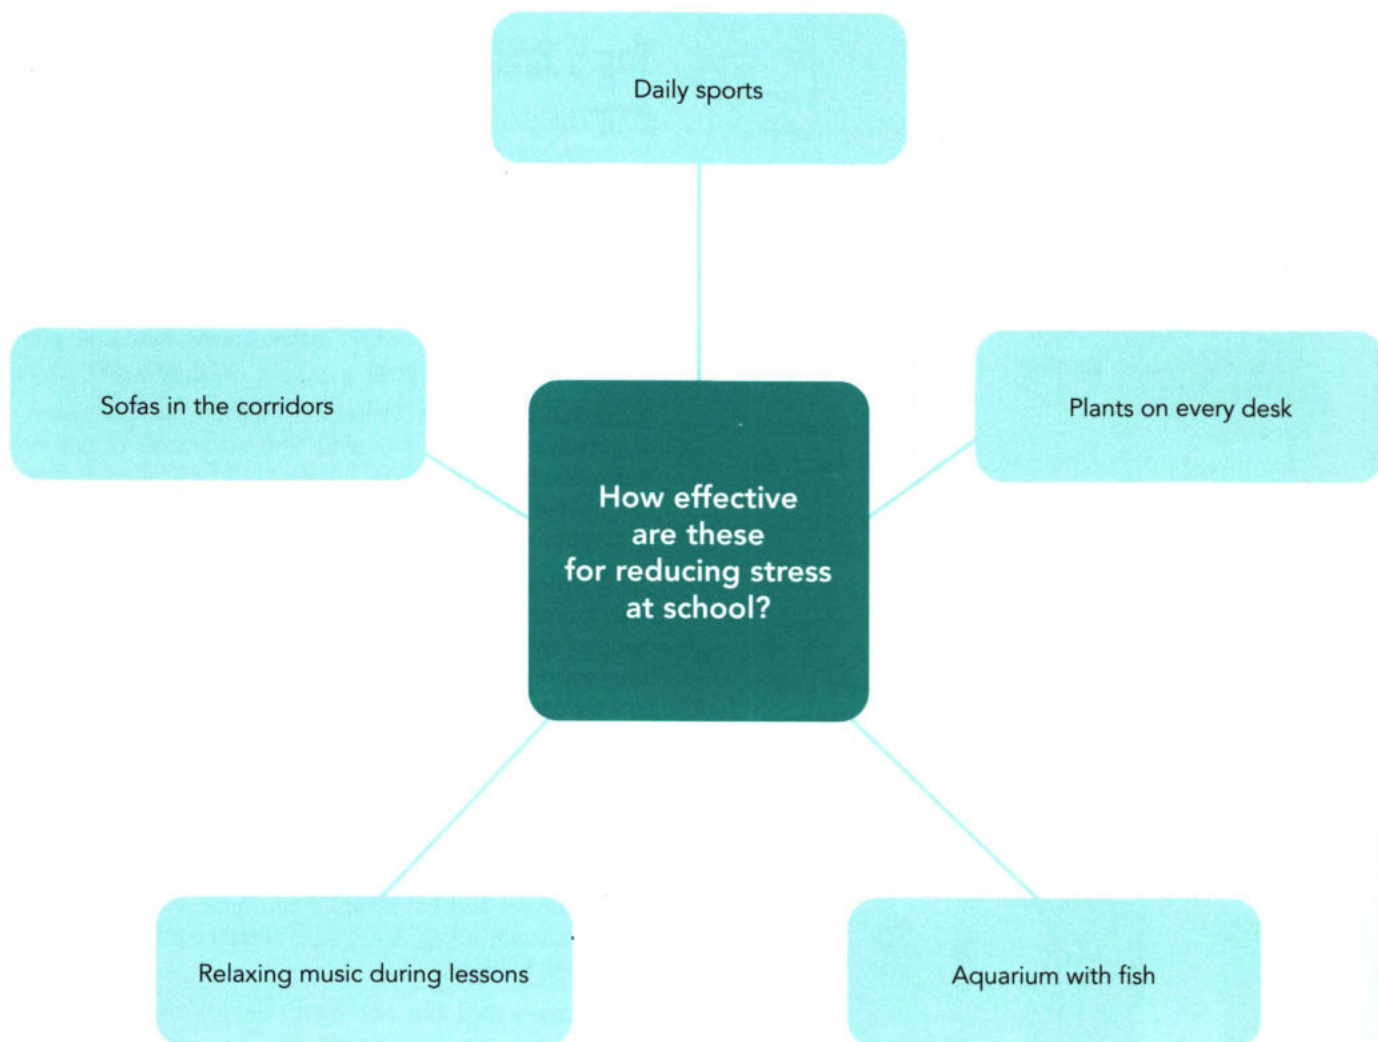 Daily sports
Sofas in the corridors
Plants on every desk
How effective
are these
for reducing stress
at school?
Relaxing music during lessons
Aquarium with fish